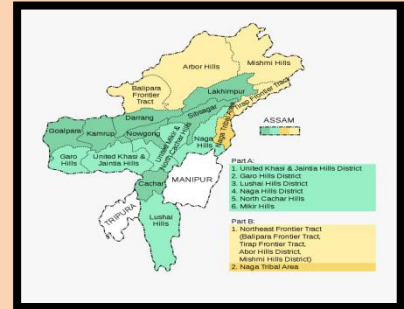 Arbor Hills
Mishmi Hills
Balipara
Frontier
Tract
Tirap Frontier Tract
Lakhimpur
Darrang
Sibsagar
Naga Tribal Area
ASSAM
Goalpara
Kamrup
Nowgong
United Mikir &
North Cachar Hills
Naga
Hills
Garo
Hills
United Khasi &
Jaintia Hills
Cachar
MANIPUR
TRIPURA
Lushai
Hills
Part A:
1. United Khasi & Jaintia Hills District
2. Garo Hills District
3. Lushai Hills District
4. Naga Hills District
5. North Cachar Hills
6. Mikir Hills
Part B:
1. Northeast Frontier Tract
(Balipara Frontier Tract,
Tirap Frontier Tract,
Abor Hills District,
Mishmi Hills District)
2. Naga Tribal Area